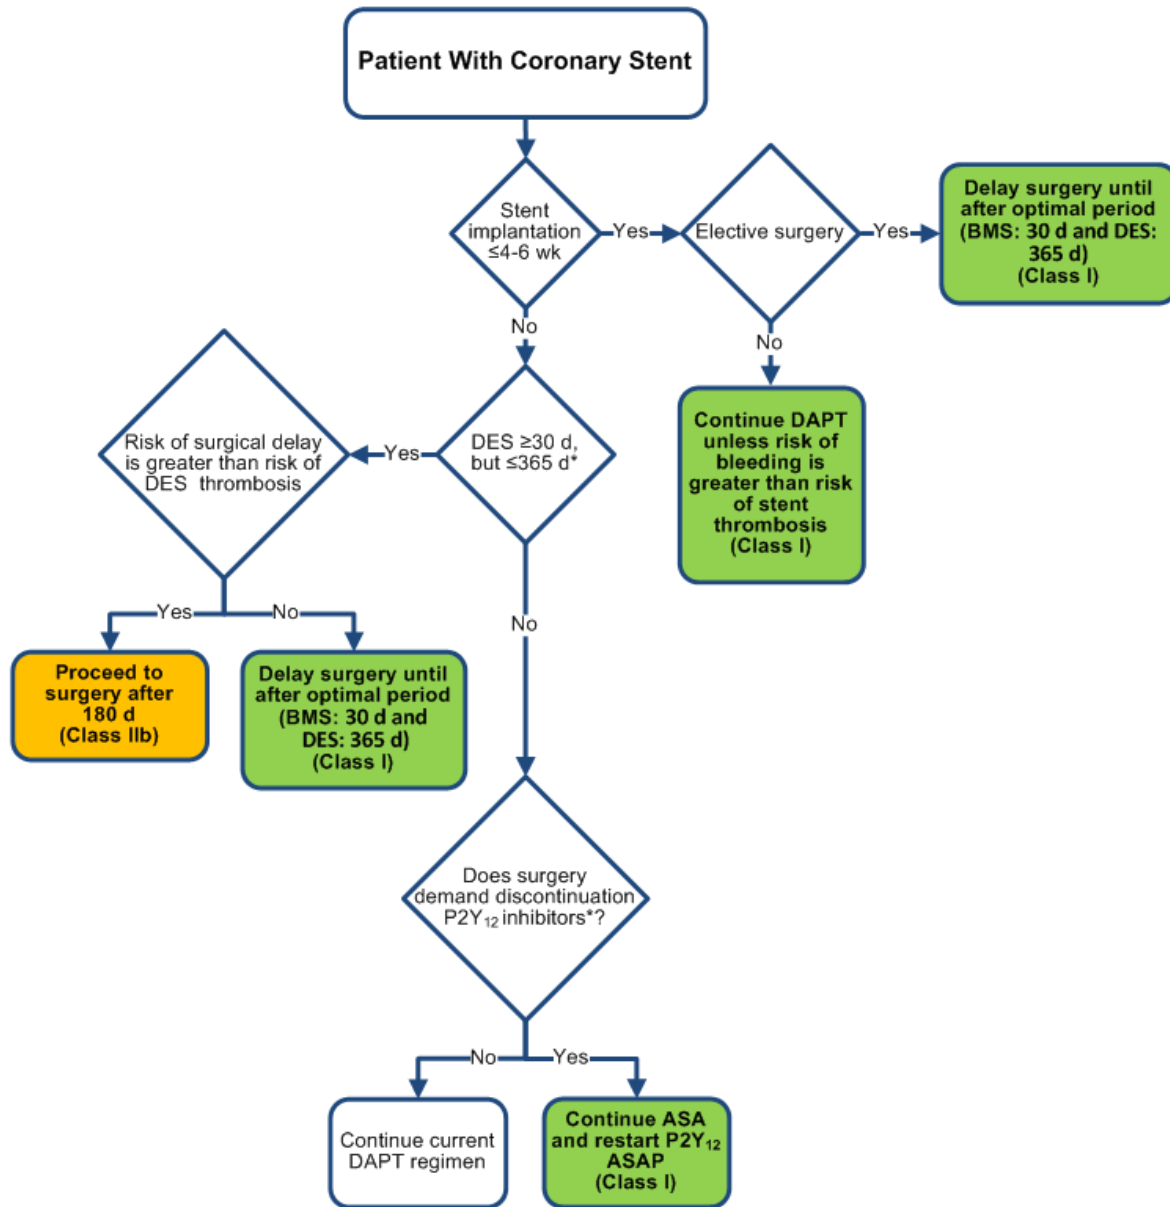 Patient With Coronary Stent
Stent
implantation
≤4-6 wk
Yes
Elective surgery
Yes
Delay surgery until
after optimal period
(BMS: 30 d and DES:
365 d)
(Class I)
No
No
Continue DAPT
unless risk of
bleeding is
greater than risk
of stent
thrombosis
(Class I)
DES ≥30 d,
but ≤365 d*
Yes
Risk of surgical delay
is greater than risk of
DES thrombosis
Yes
No
Proceed to
surgery after
180 d
(Class IIb)
Delay surgery until
after optimal period
(BMS: 30 d and
DES: 365 d)
(Class I)
No
Does surgery
demand discontinuation
P2Y₁₂ inhibitors*?
No
Yes
Continue current
DAPT regimen
Continue ASA
and restart P2Y₁₂
ASAP
(Class I)